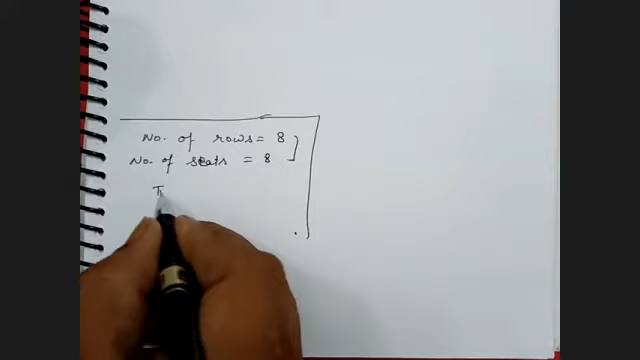 No. of rows = 8
No. of seats = 8
T